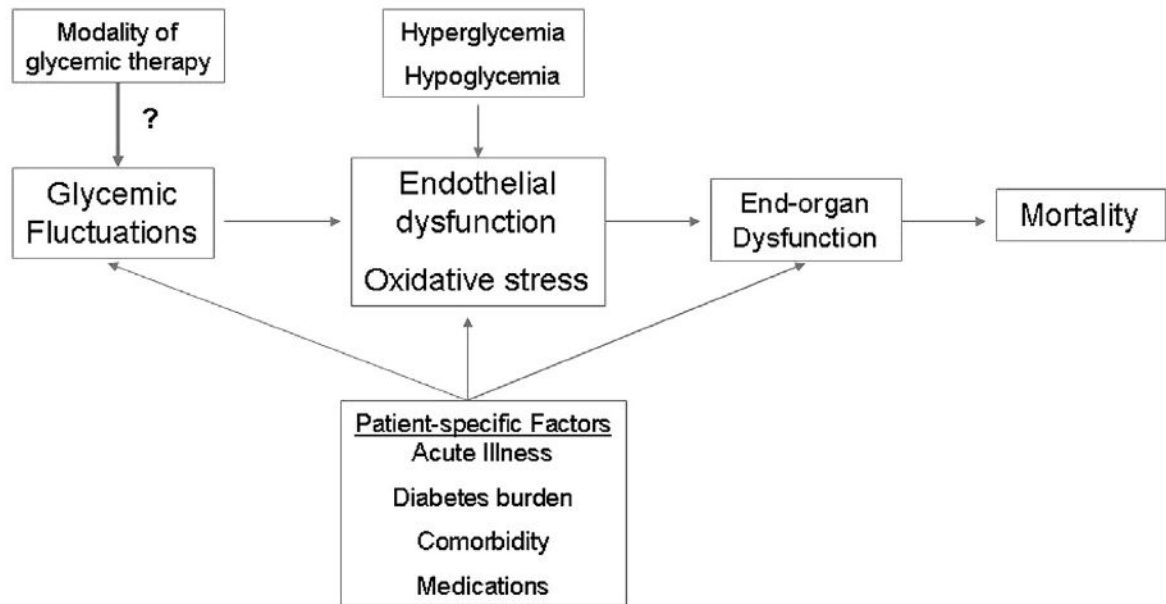 Modality of
glycemic therapy
Hyperglycemia
Hypoglycemia
?
Glycemic
Fluctuations
Endothelial
dysfunction
Oxidative stress
End-organ
Dysfunction
Mortality
Patient-specific Factors
Acute Illness
Diabetes burden
Comorbidity
Medications